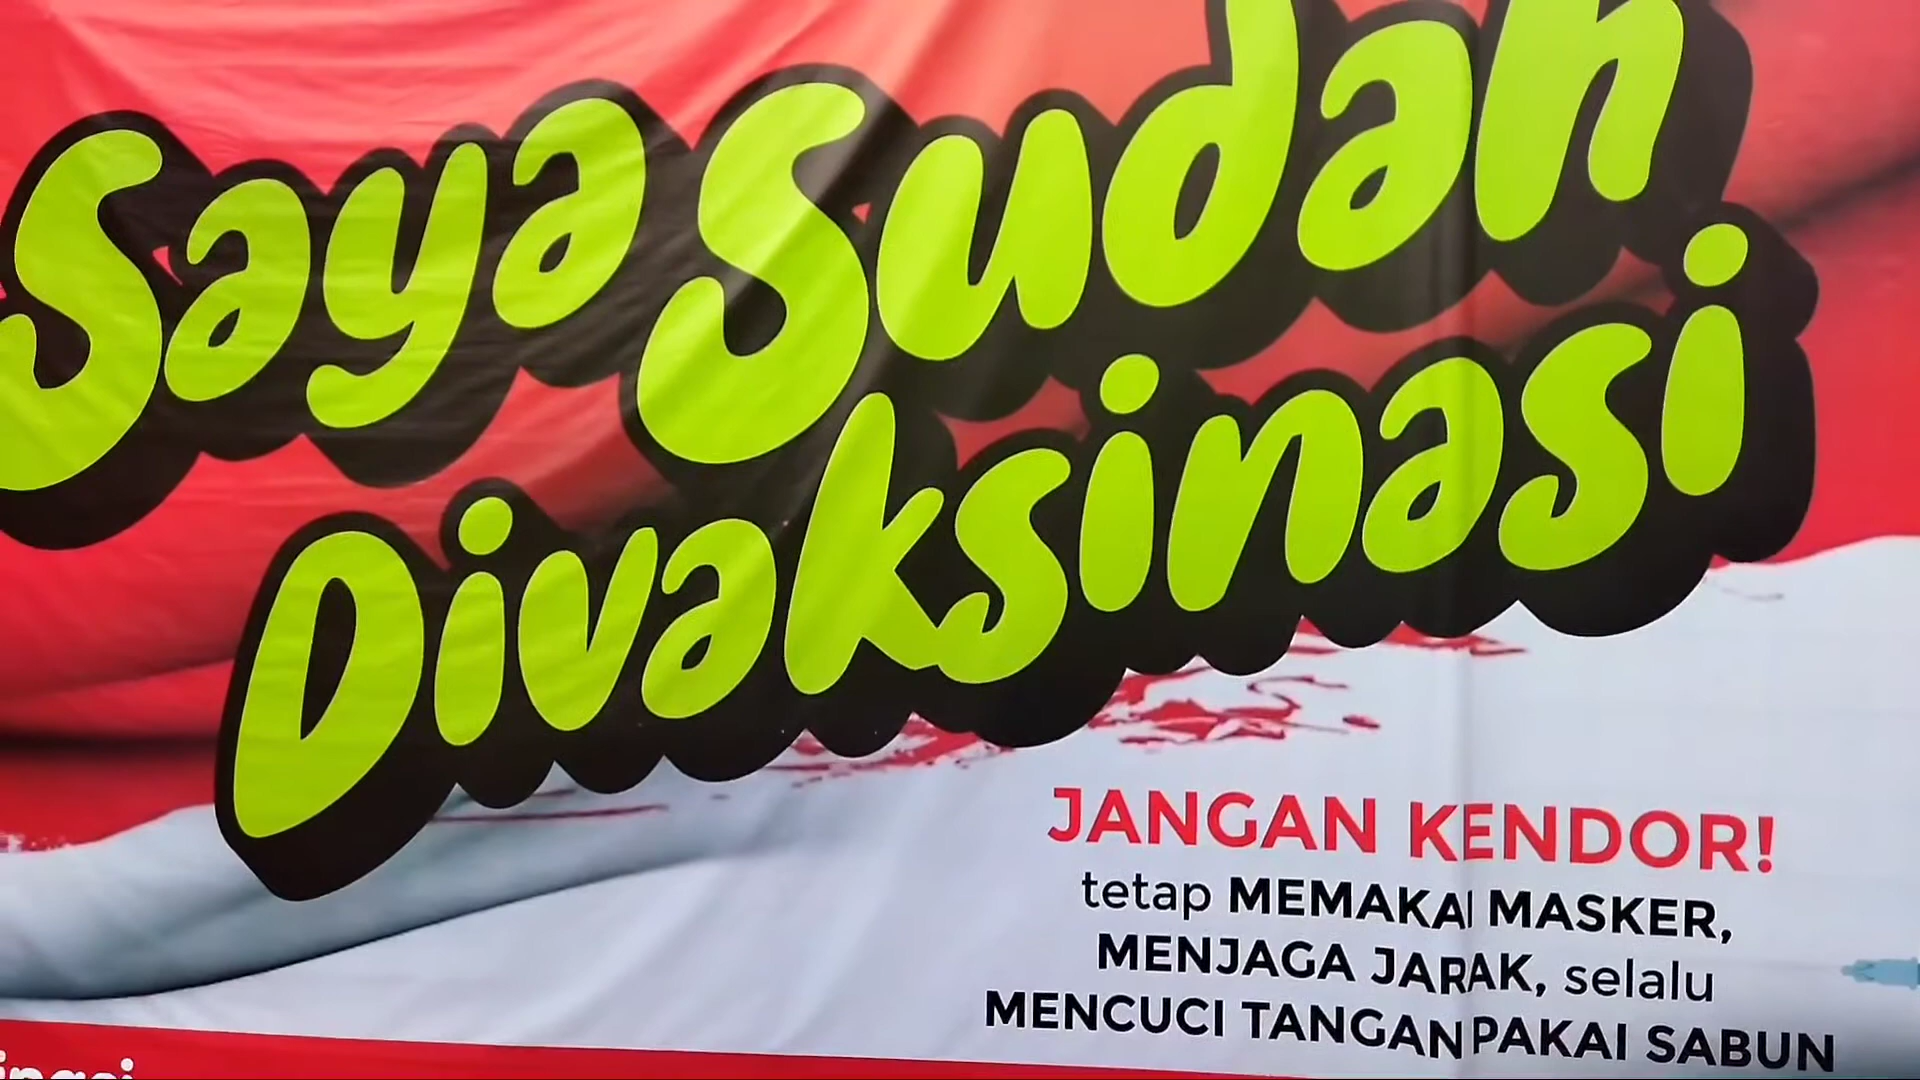 Saya Sudah
Divaksinasi
JANGAN KENDOR!
tetap MEMAKAI MASKER,
MENJAGA JARAK, selalu
MENCUCI TANGAN PAKAI SABUN